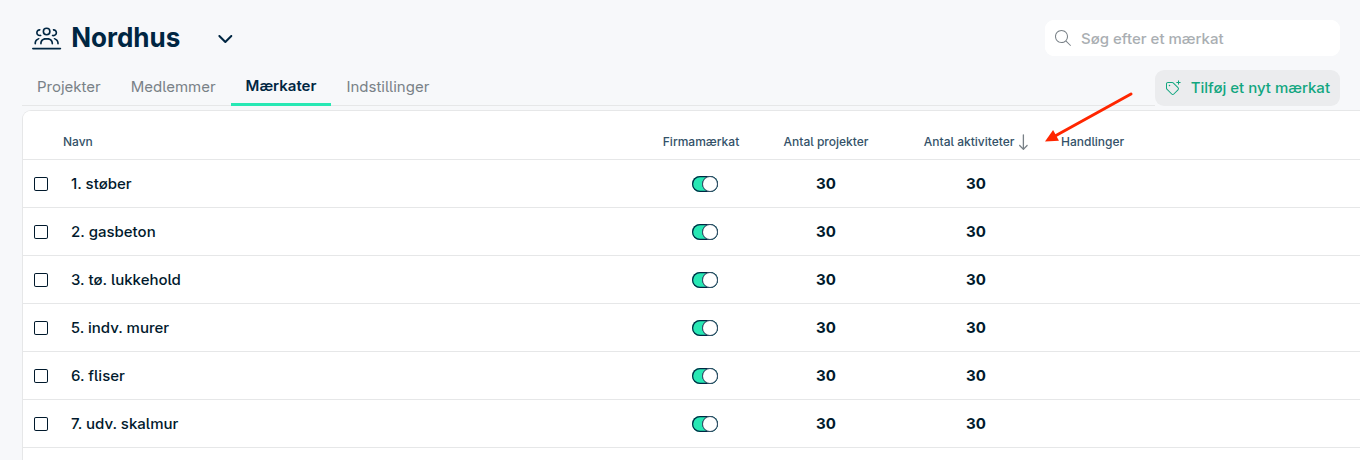 Nordhus
Søg efter et mærkat
Projekter Medlemmer Mærkater Indstillinger
Tilføj et nyt mærkat
Navn Firmamærkat Antal projekter Antal aktiviteter Handlinger
1. støber 30 30
2. gasbeton 30 30
3. tø. lukkehold 30 30
5. indv. murer 30 30
6. fliser 30 30
7. udv. skalmur 30 30